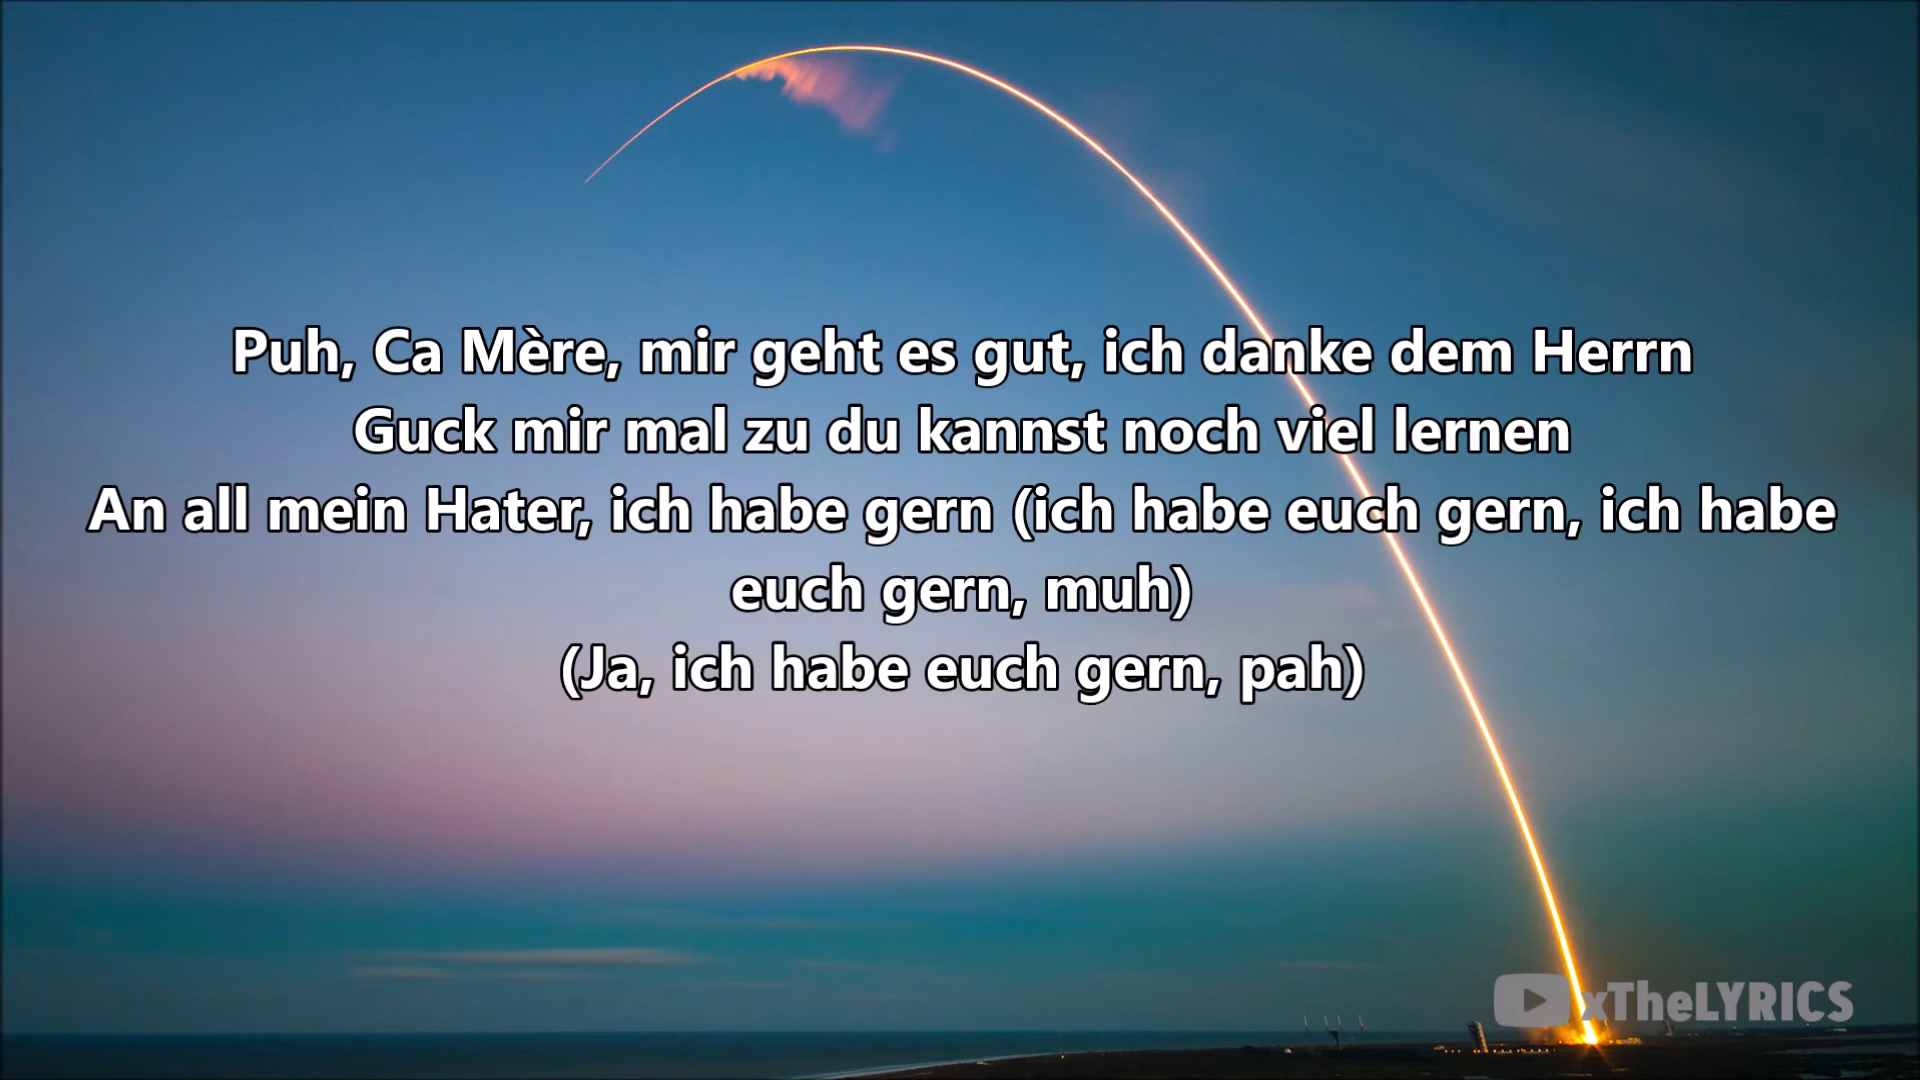 Puh, Ca Mère, mir geht es gut, ich danke dem Herrn
Guck mir mal zu du kannst noch viel lernen
An all mein Hater, ich habe gern (ich habe euch gern, ich habe
euch gern, muh)
(Ja, ich habe euch gern, pah)
xTheLYRICS